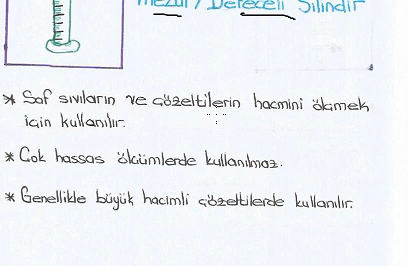 Mezur / Dereceli Silindir
* Saf sıvıların ve çözeltilerin hacmini ölçmek
için kullanılır.
* Çok hassas ölçümlerde kullanılmaz.
* Genellikle büyük hacimli çözeltilerde kullanılır.